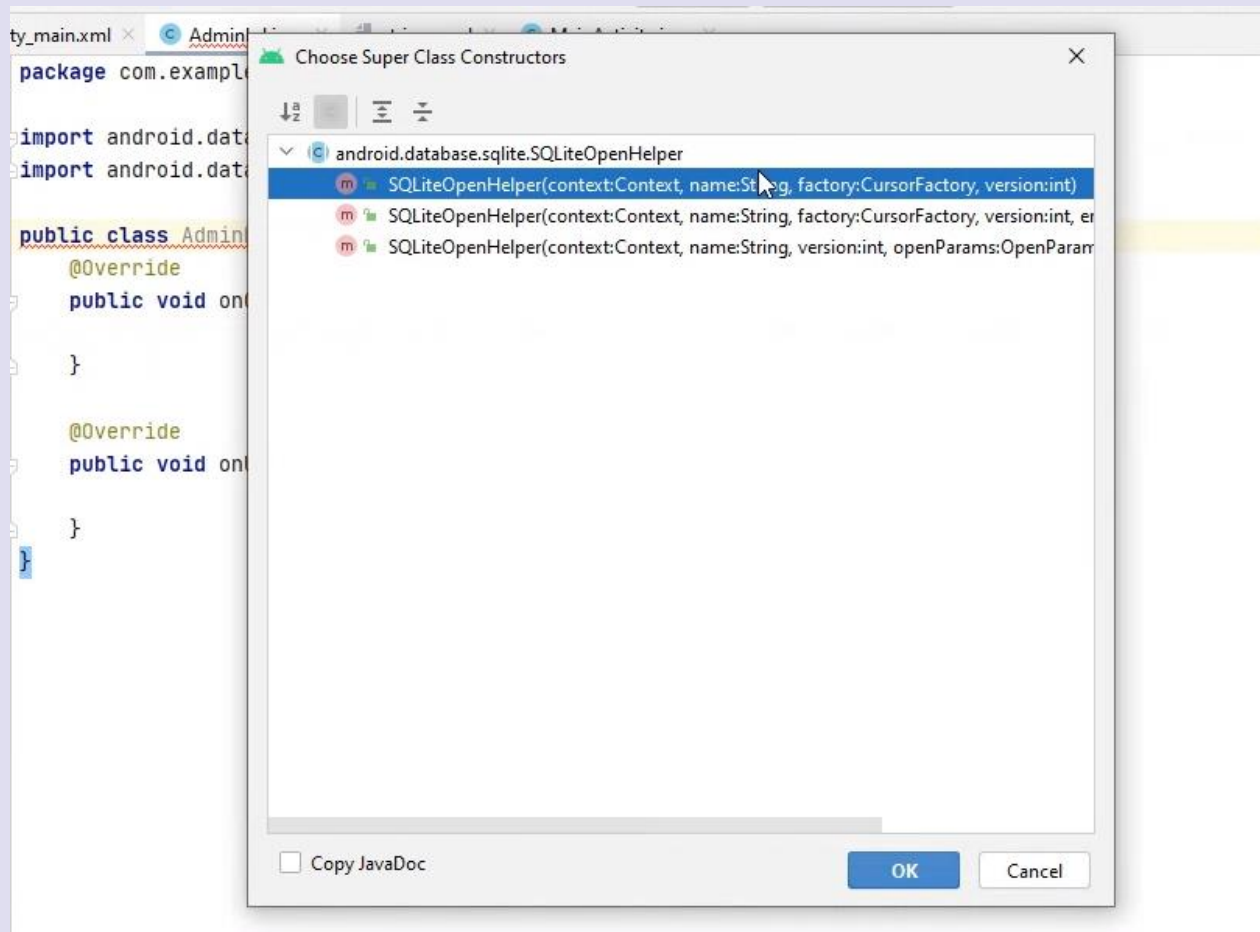 ty_main.xml
Admin
Choose Super Class Constructors
package com.example
import android.data
android.database.sqlite.SQLiteOpenHelper
import android.data
SQLiteOpenHelper(context:Context, name:String, factory:CursorFactory, version:int)
SQLiteOpenHelper(context:Context, name:String, factory:CursorFactory, version:int, er
public class Admin
SQLiteOpenHelper(context:Context, name:String, version:int, openParams:OpenParam
@Override
public void on
}
@Override
public void on
}
}
Copy JavaDoc
OK
Cancel